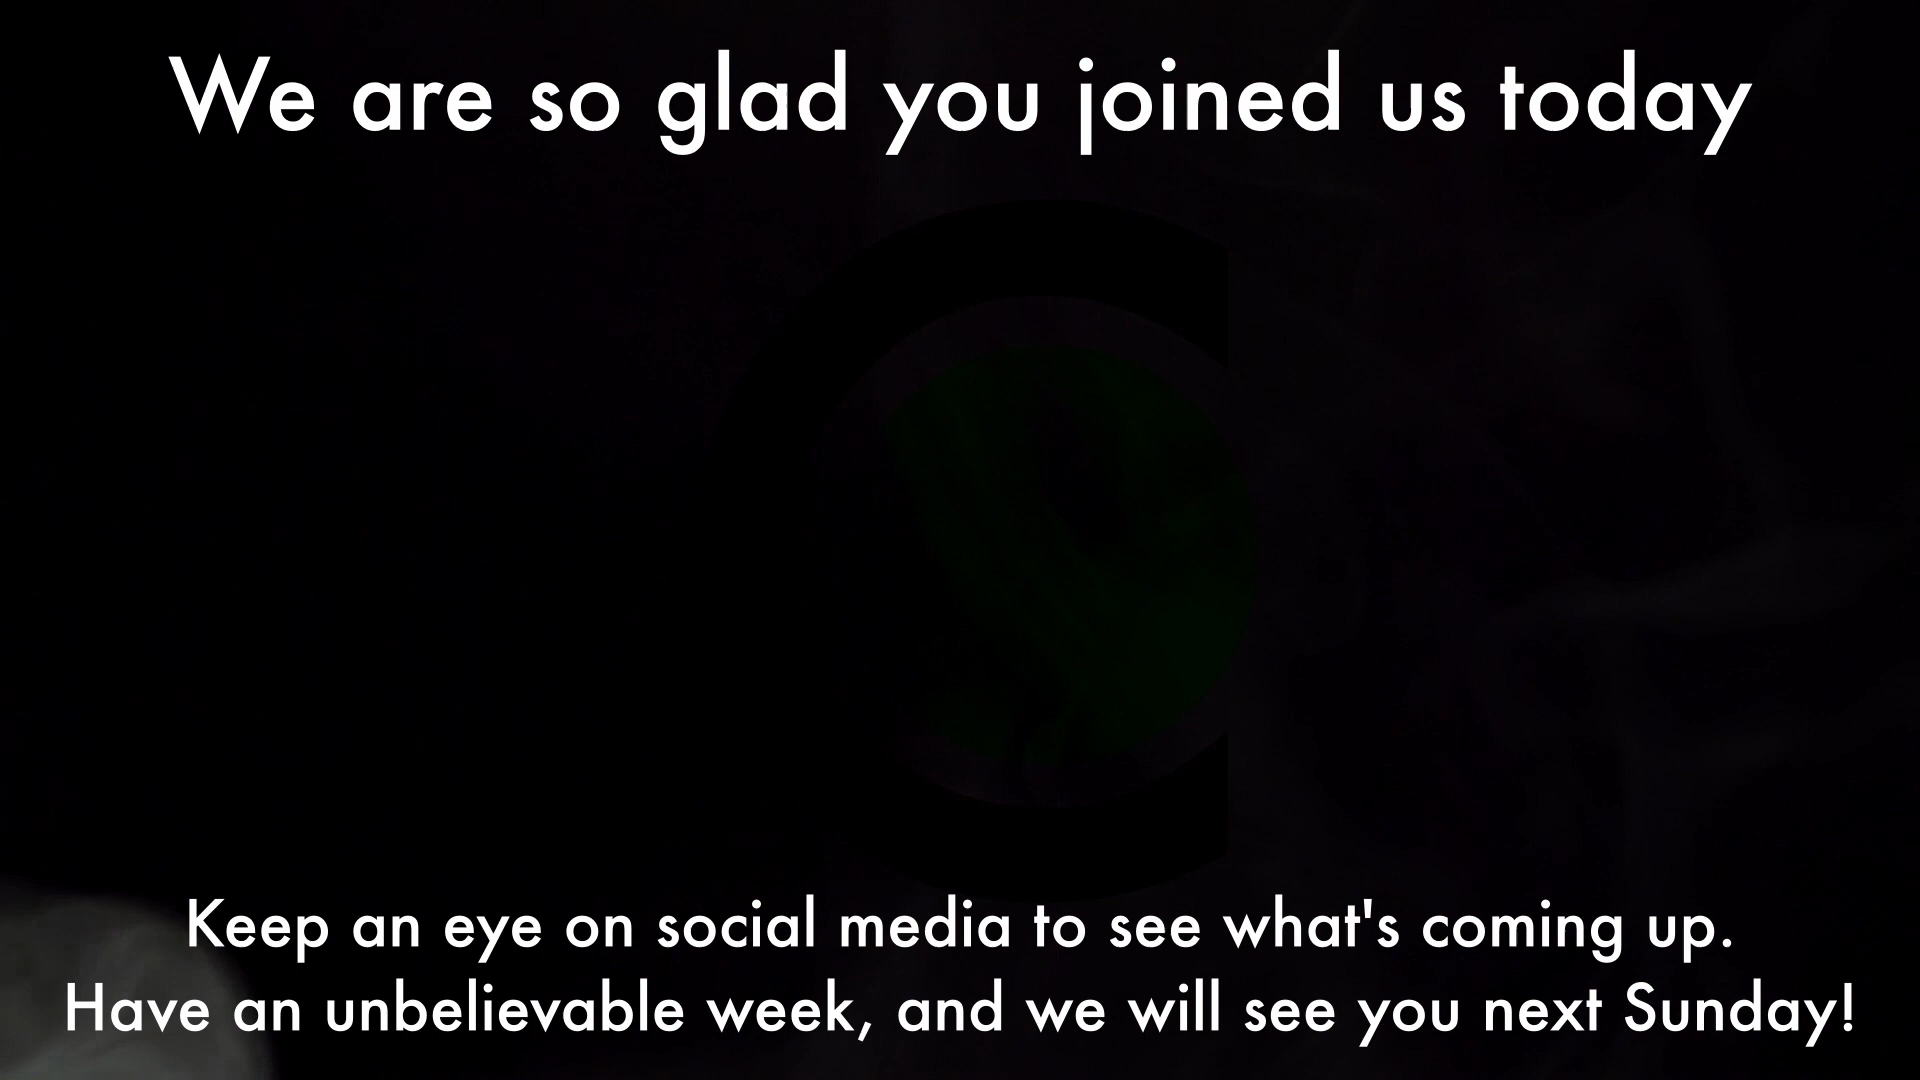 We are so glad you joined us today
Keep an eye on social media to see what's coming up.
Have an unbelievable week, and we will see you next Sunday!